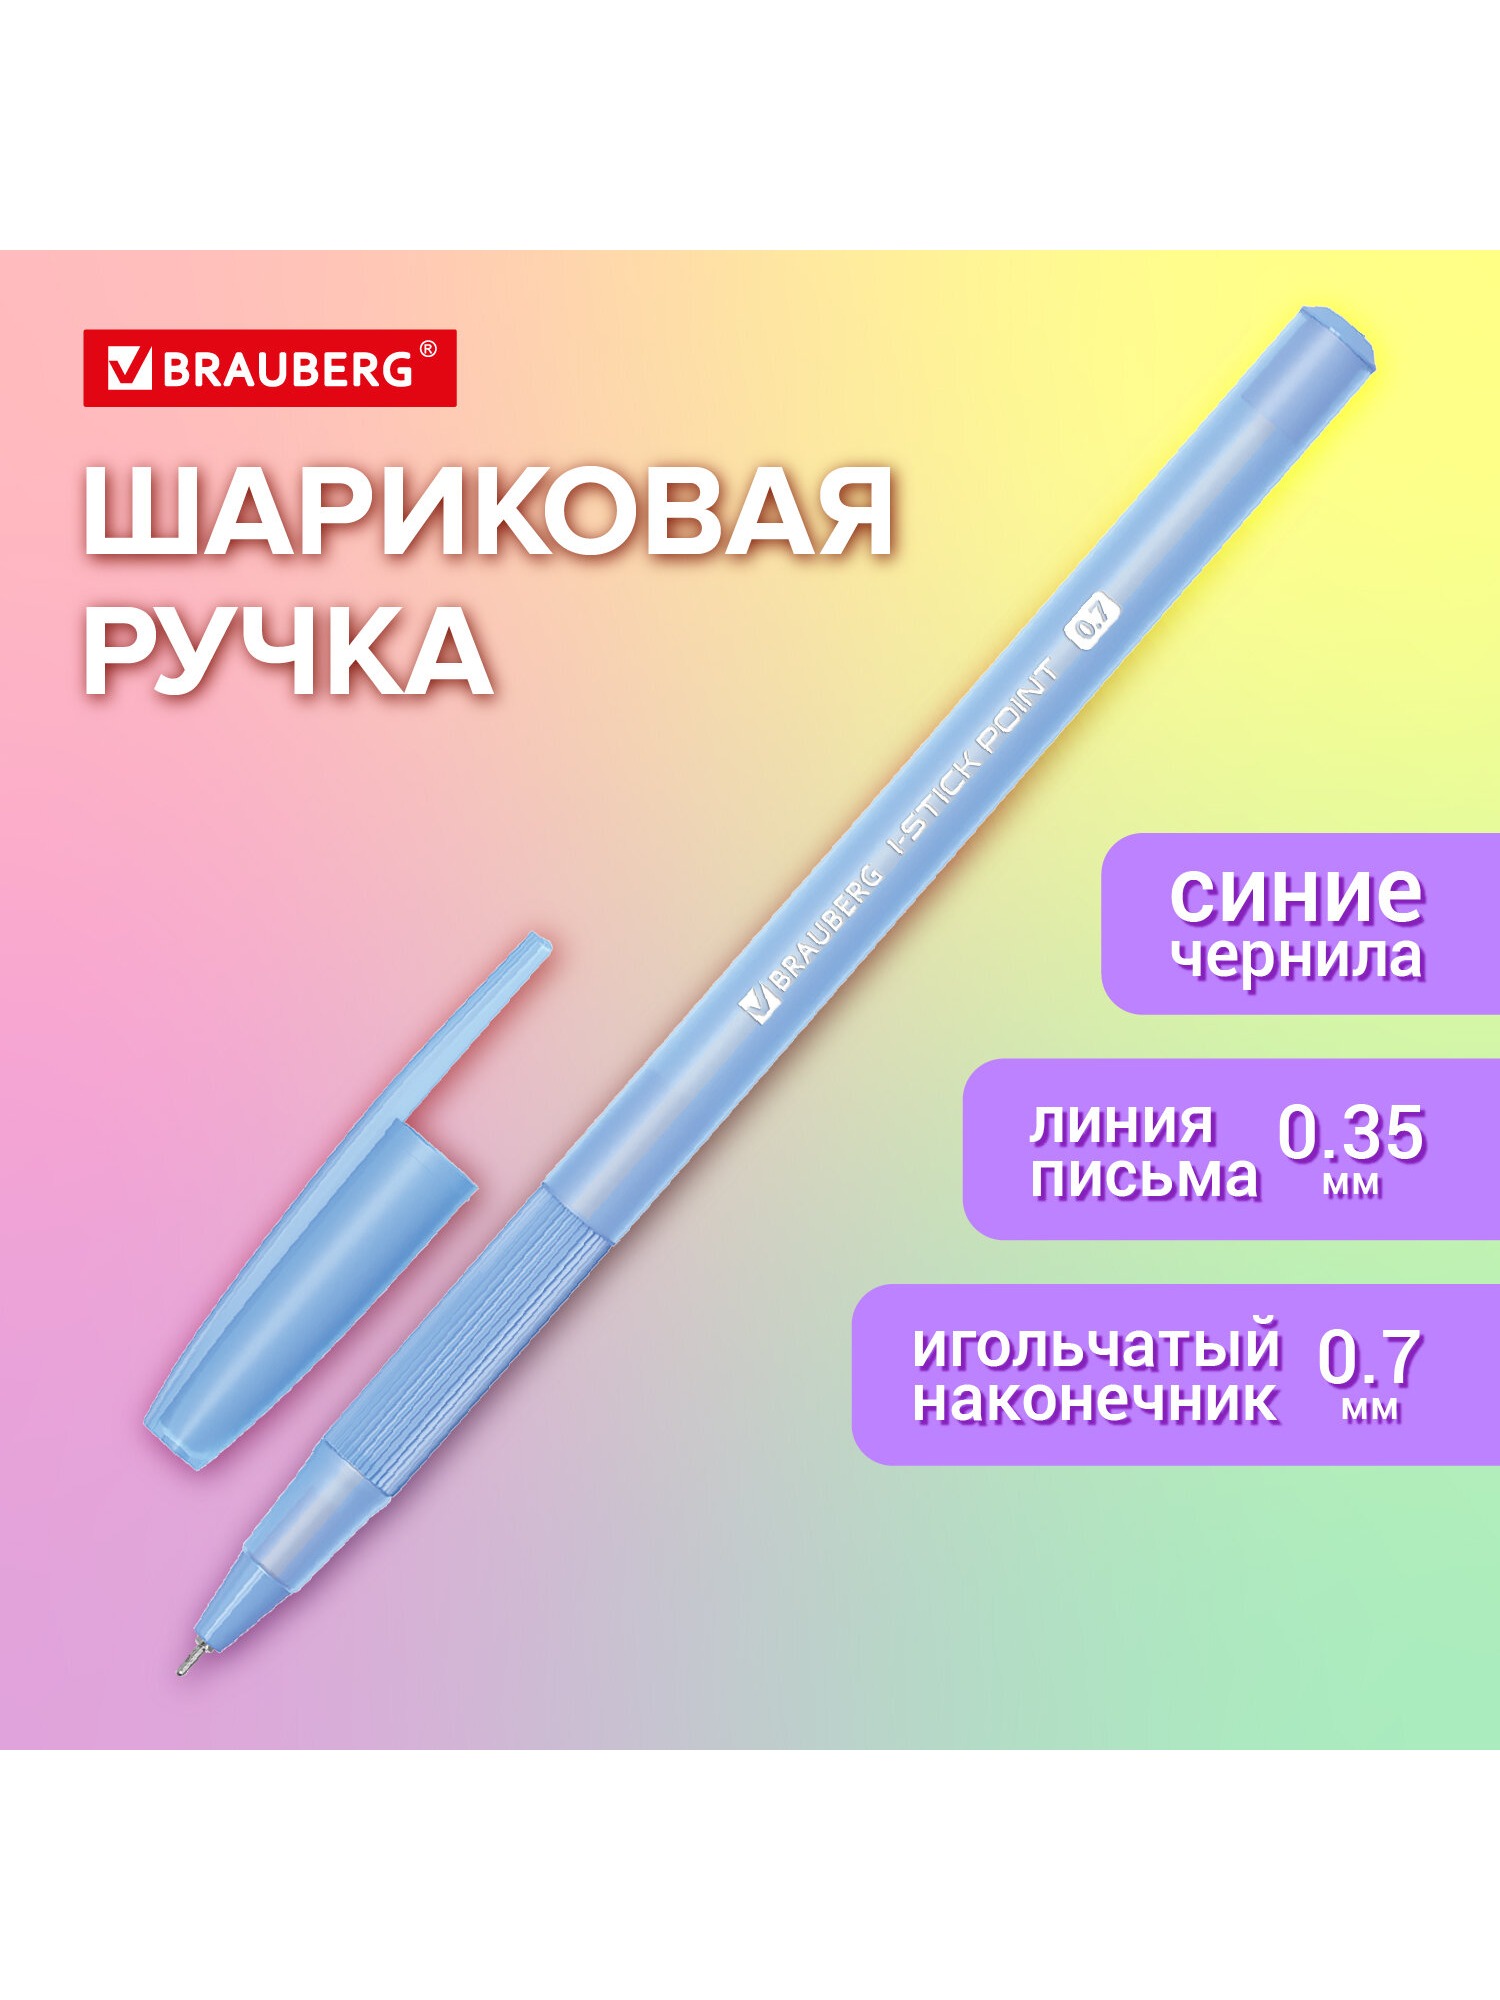 BRAUBERG®
ШАРИКОВАЯ
РУЧКА
BRAUBERG I-STICK POINT 0.7
синие
чернила
линия
письма
0.35
мм
игольчатый
наконечник
0.7
мм